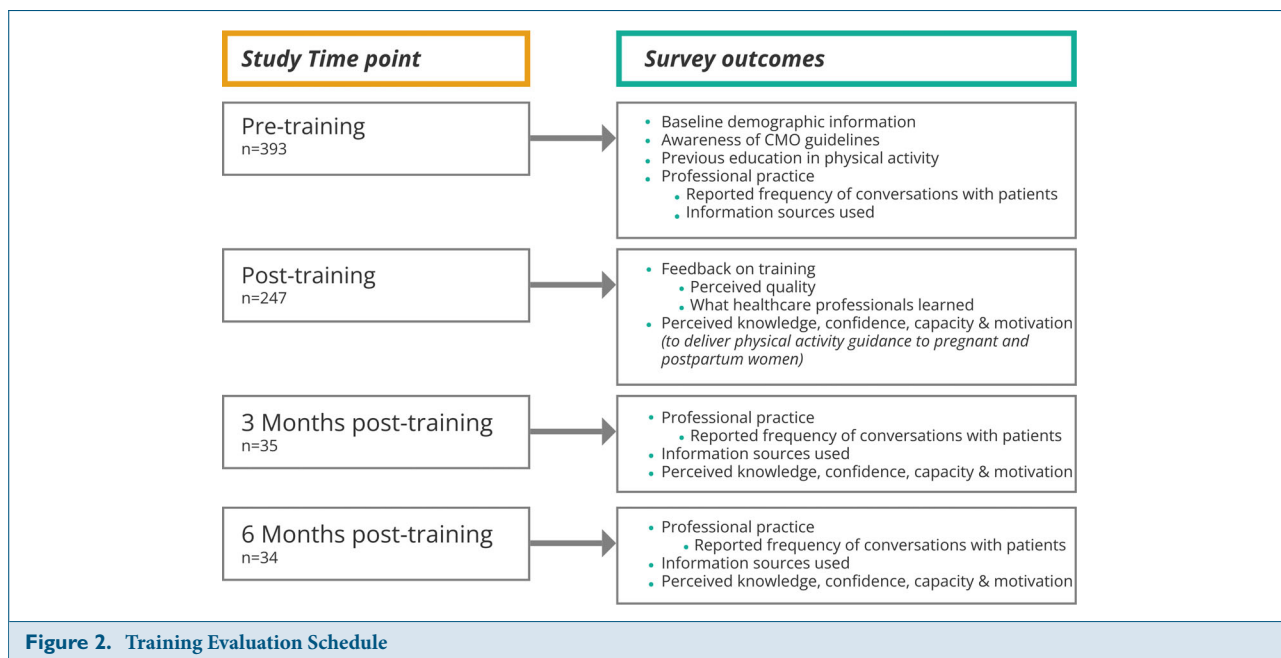 Study Time point
Survey outcomes
Pre-training
n=393
• Baseline demographic information
• Awareness of CMO guidelines
• Previous education in physical activity
• Professional practice
• Reported frequency of conversations with patients
• Information sources used
Post-training
n=247
• Feedback on training
• Perceived quality
• What healthcare professionals learned
• Perceived knowledge, confidence, capacity & motivation
(to deliver physical activity guidance to pregnant and
postpartum women)
3 Months post-training
n=35
• Professional practice
• Reported frequency of conversations with patients
• Information sources used
• Perceived knowledge, confidence, capacity & motivation
6 Months post-training
n=34
• Professional practice
• Reported frequency of conversations with patients
• Information sources used
• Perceived knowledge, confidence, capacity & motivation
Figure 2. Training Evaluation Schedule